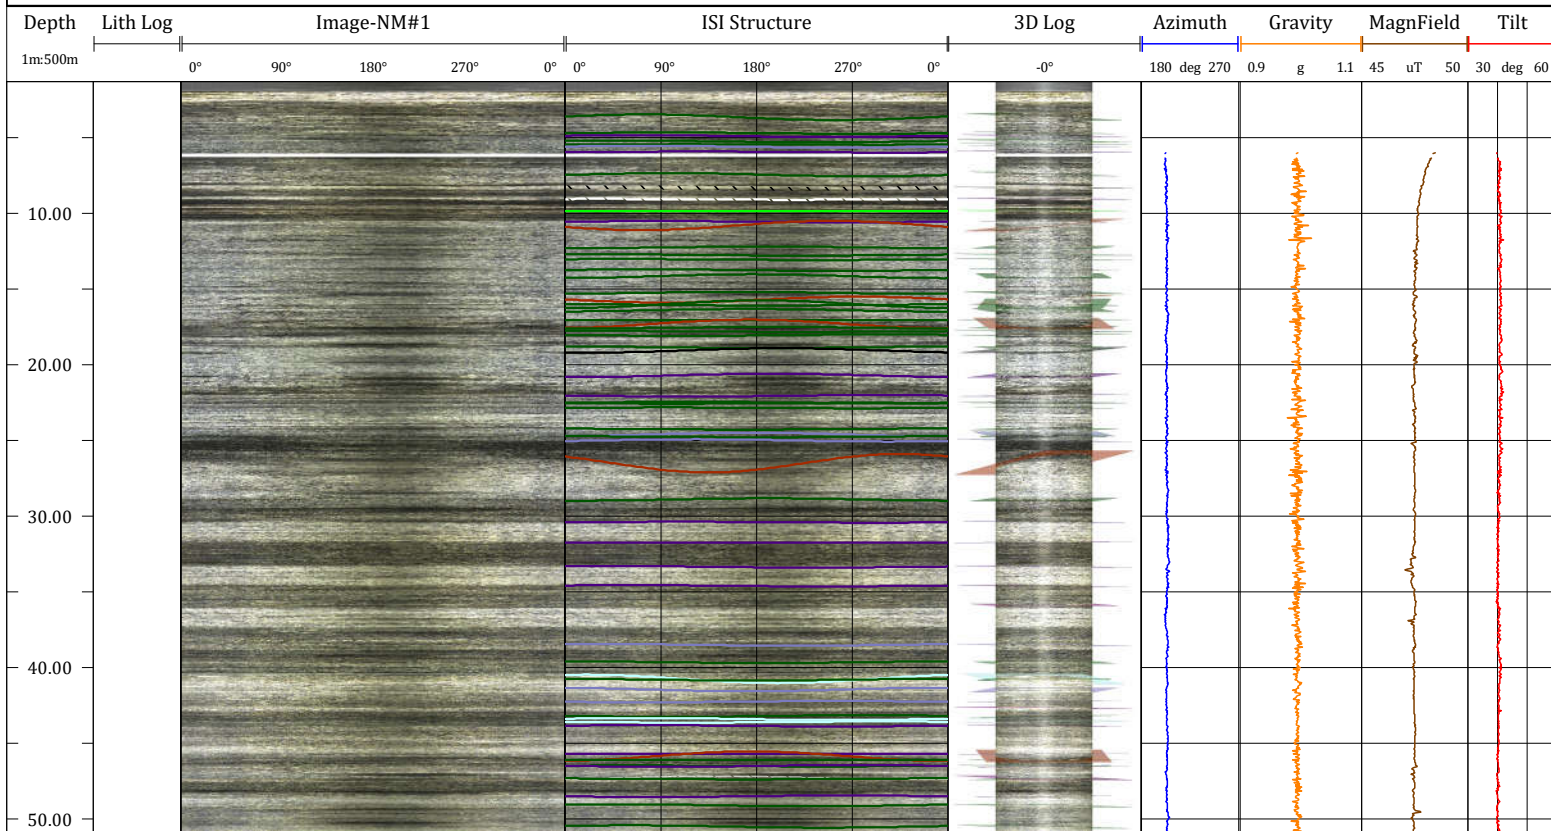 Depth Lith Log Image-NM#1 ISI Structure 3D Log Azimuth Gravity MagnField Tilt
1m:500m 0° 90° 180° 270° 0° 0° 90° 180° 270° 0° -0° 180 deg 270 0.9 g 1.1 45 uT 50 30 deg 60
10.00
20.00
30.00
40.00
50.00